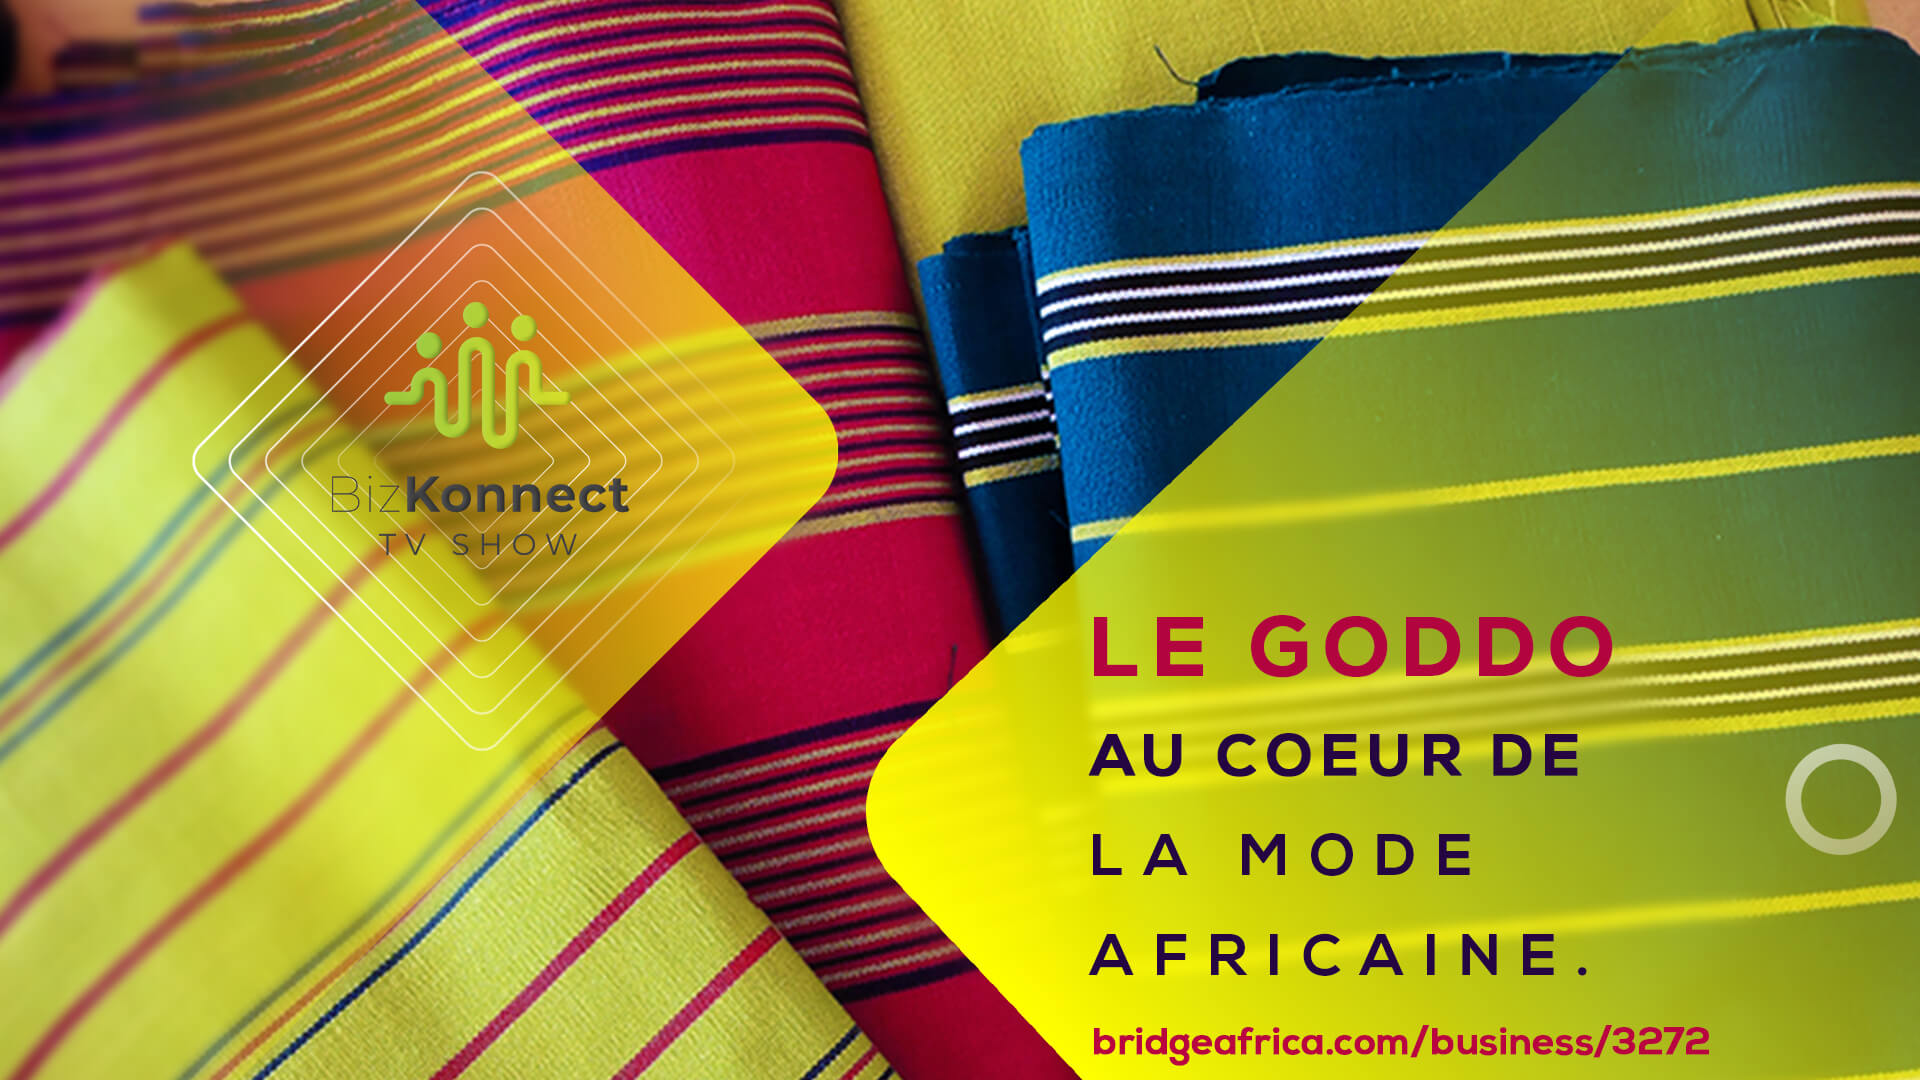 BizKonnect
TV SHOW
LE GODDO
AU COEUR DE
LA MODE
AFRICAINE.
bridgeafrica.com/business/3272